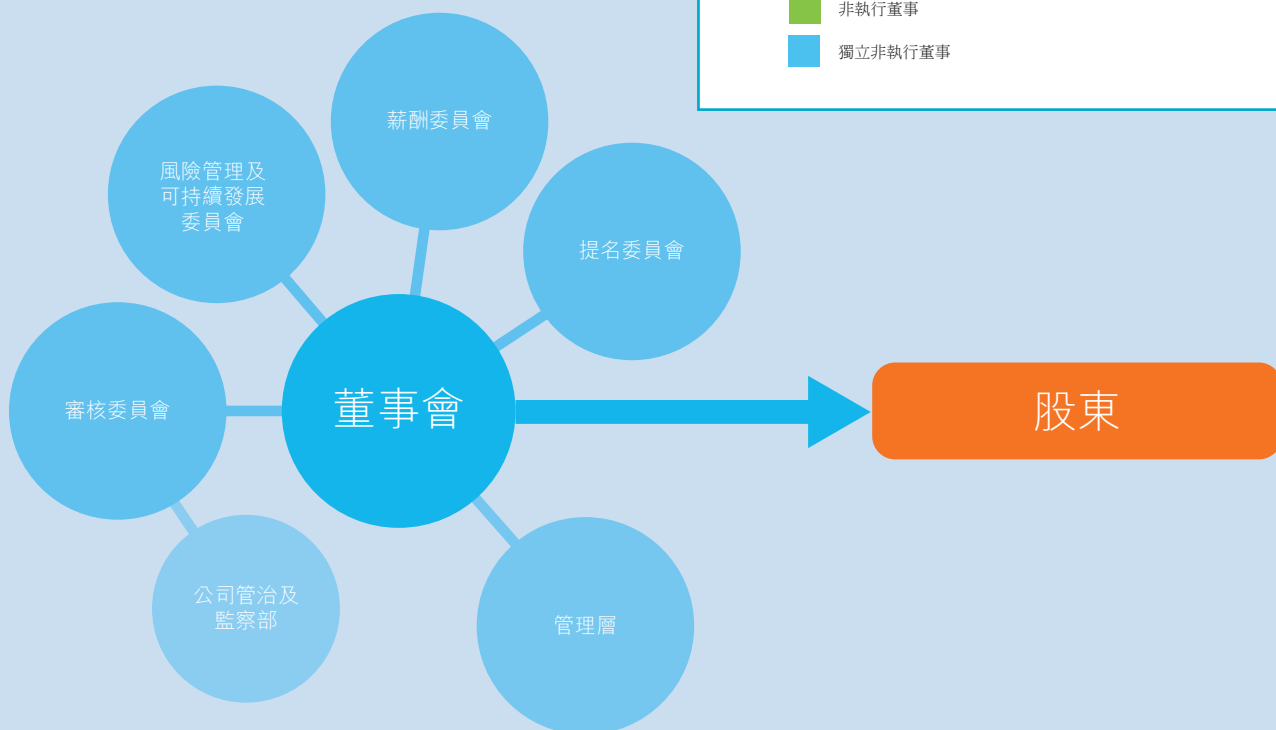 非執行董事
獨立非執行董事
薪酬委員會
風險管理及
可持續發展
委員會
提名委員會
審核委員會
董事會
股東
公司管治及
監察部
管理層